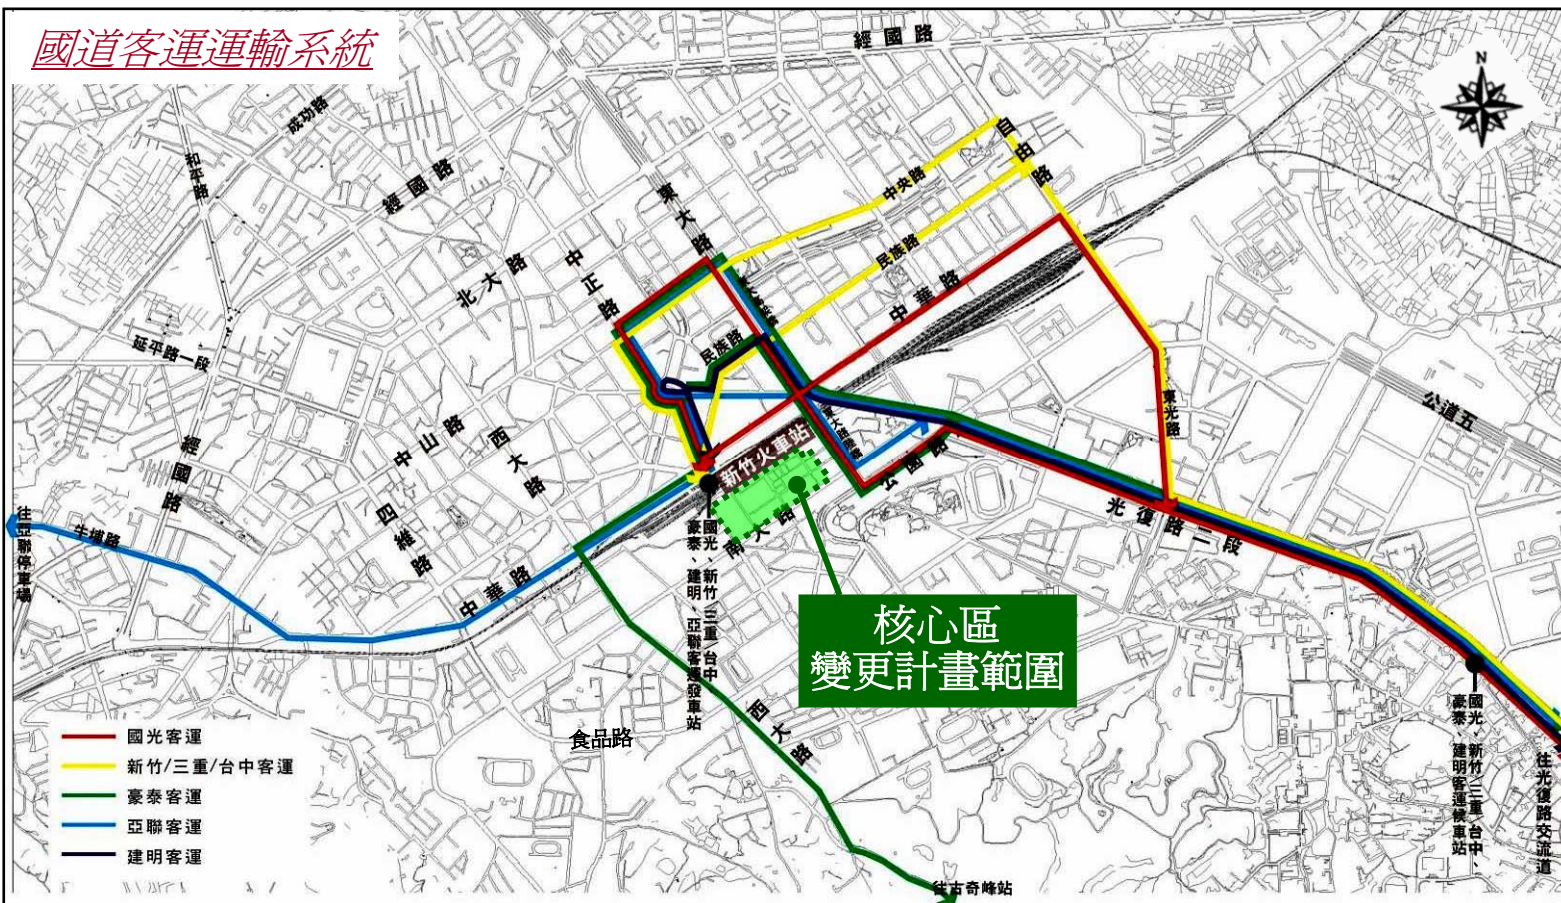 國道客運運輸系統
經國路
N
成功路
和平路
經國路
自由路
中央路
東大路
民族路
北大路
中正路
中華路
延平路一段
民族路
公道五
東光路
中山路
西大路
經國路
新竹火車站
公園路
四維路
光復路二段
南大路
往亞聯停車場
牛埔路
中華路
國光、新竹/三重/台中、
豪泰、建明、亞聯客運發車站
核心區
變更計畫範圍
西大路
食品路
國光、新竹/三重/台中、
豪泰、建明客運候車站
往光復路交流道
國光客運
新竹/三重/台中客運
豪泰客運
亞聯客運
建明客運
往古奇峰站